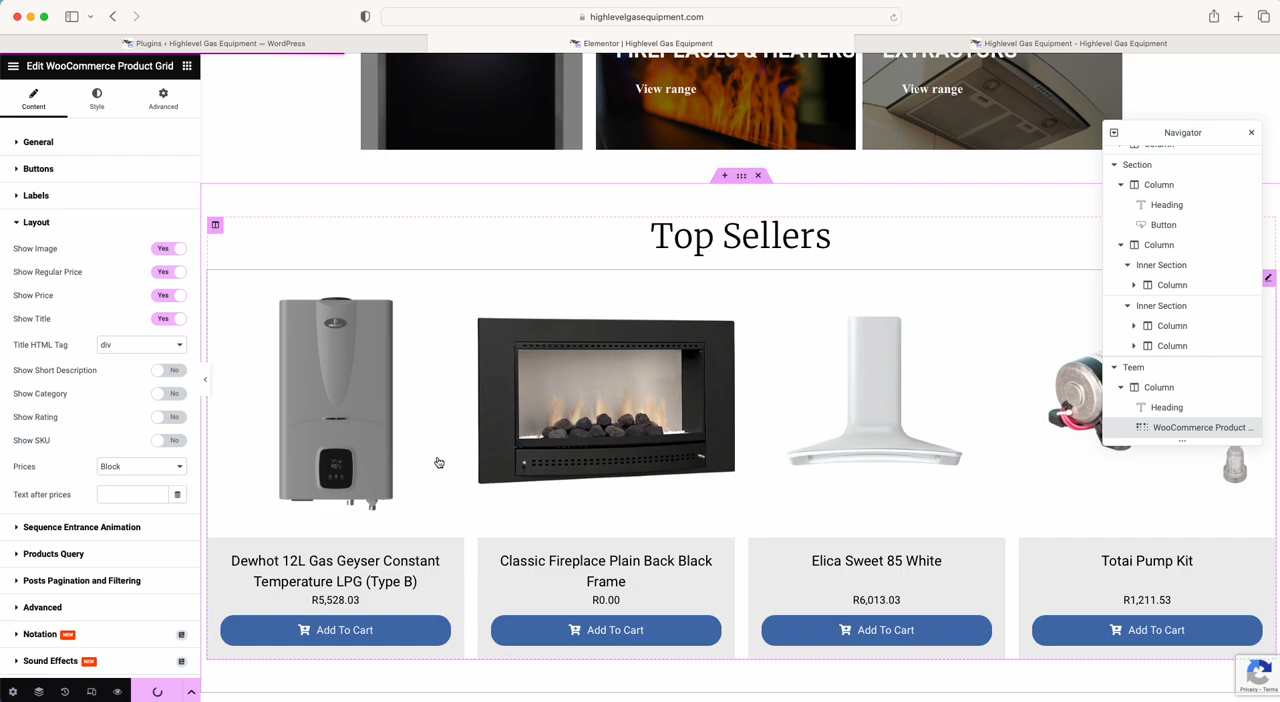 highlevelgasequipment.com
Plugins < Highlevel Gas Equipment — WordPress
Elementor | Highlevel Gas Equipment
Highlevel Gas Equipment - Highlevel Gas Equipment
Edit WooCommerce Product Grid
Content
Style
Advanced
General
Buttons
Labels
Layout
Show Image
Yes
Show Regular Price
Yes
Show Price
Yes
Show Title
Yes
Title HTML Tag
div
Show Short Description
No
Show Category
No
Show Rating
No
Show SKU
No
Prices
Block
Text after prices
Sequence Entrance Animation
Products Query
Posts Pagination and Filtering
Advanced
Notation NEW
Sound Effects NEW
FIREPLACES & HEATERS
View range
EXTRACTORS
View range
Top Sellers
Dewhot 12L Gas Geyser Constant
Temperature LPG (Type B)
R5,528.03
Add To Cart
Classic Fireplace Plain Back Black
Frame
R0.00
Add To Cart
Elica Sweet 85 White
R6,013.03
Add To Cart
Totai Pump Kit
R1,211.53
Add To Cart
Navigator
Column
Section
Column
Heading
Button
Column
Inner Section
Column
Inner Section
Column
Column
Teem
Column
Heading
WooCommerce Product ...
Privacy - Terms